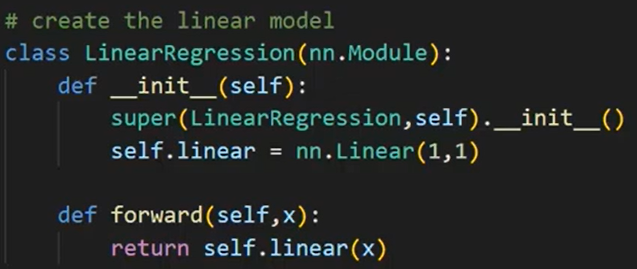 # create the linear model
class LinearRegression(nn.Module):
    def __init__(self):
        super(LinearRegression,self).__init__()
        self.linear = nn.Linear(1,1)

    def forward(self,x):
        return self.linear(x)